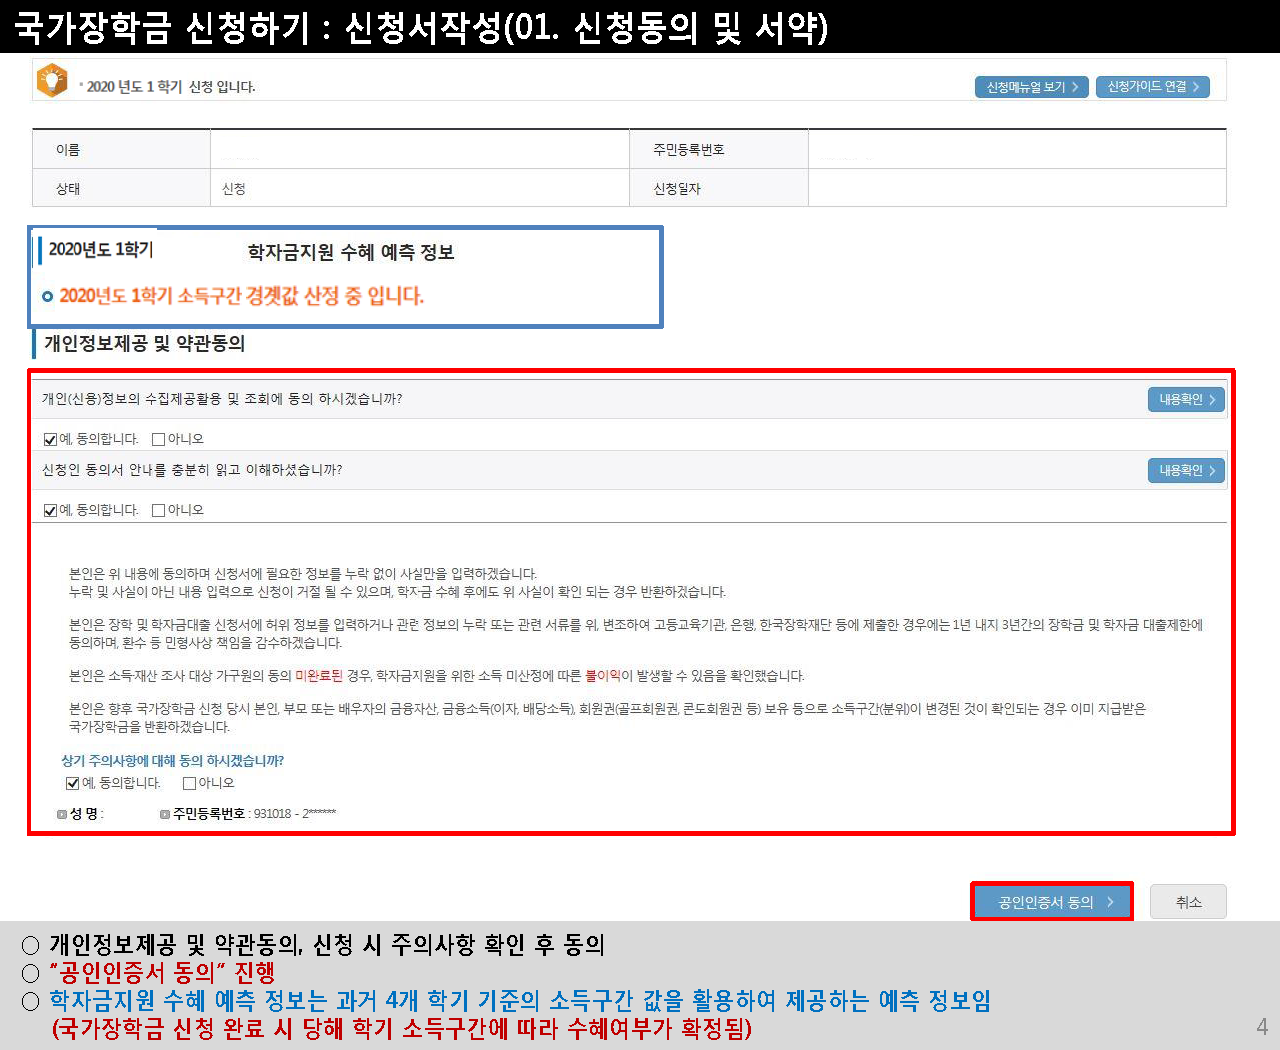 국가장학금 신청하기 : 신청서작성(01. 신청동의 및 서약)
2020 년도 1 학기 신청 입니다.
신청메뉴얼 보기 >
신청가이드 연결 >
이름
주민등록번호
상태
신청
신청일자
2020년도 1학기 학자금지원 수혜 예측 정보
2020년도 1학기 소득구간 경곗값 산정 중 입니다.
개인정보제공 및 약관동의
개인(신용)정보의 수집제공활용 및 조회에 동의 하시겠습니까?
내용확인 >
예, 동의합니다. 아니오
신청인 동의서 안내를 충분히 읽고 이해하셨습니까?
내용확인 >
예, 동의합니다. 아니오
본인은 위 내용에 동의하며 신청서에 필요한 정보를 누락 없이 사실만을 입력하겠습니다.
누락 및 사실이 아닌 내용 입력으로 신청이 거절 될 수 있으며, 학자금 수혜 후에도 위 사실이 확인 되는 경우 반환하겠습니다.
본인은 장학 및 학자금대출 신청서에 허위 정보를 입력하거나 관련 정보의 누락 또는 관련 서류를 위, 변조하여 고등교육기관, 은행, 한국장학재단 등에 제출한 경우에는 1년 내지 3년간의 장학금 및 학자금 대출제한에
동의하며, 환수 등 민형사상 책임을 감수하겠습니다.
본인은 소득·재산 조사 대상 가구원의 동의 미완료된 경우, 학자금지원을 위한 소득 미산정에 따른 불이익이 발생할 수 있음을 확인했습니다.
본인은 향후 국가장학금 신청 당시 본인, 부모 또는 배우자의 금융자산, 금융소득(이자, 배당소득), 회원권(골프회원권, 콘도회원권 등) 보유 등으로 소득구간(분위)이 변경된 것이 확인되는 경우 이미 지급받은
국가장학금을 반환하겠습니다.
상기 주의사항에 대해 동의 하시겠습니까?
예, 동의합니다. 아니오
성 명 : 주민등록번호 : 931018 - 2******
공인인증서 동의 >
취소
○ 개인정보제공 및 약관동의, 신청 시 주의사항 확인 후 동의
○ "공인인증서 동의" 진행
○ 학자금지원 수혜 예측 정보는 과거 4개 학기 기준의 소득구간 값을 활용하여 제공하는 예측 정보임
(국가장학금 신청 완료 시 당해 학기 소득구간에 따라 수혜여부가 확정됨)
4